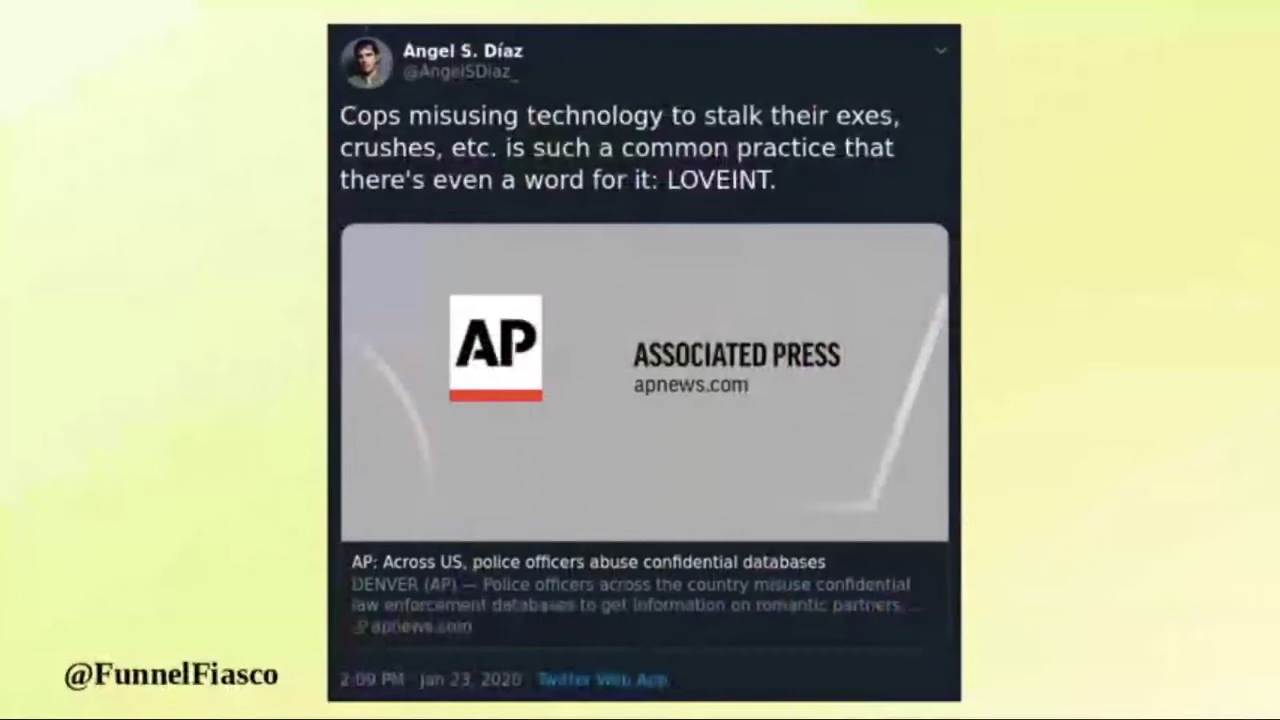 Ángel S. Díaz
@AngelSDiaz_
Cops misusing technology to stalk their exes,
crushes, etc. is such a common practice that
there's even a word for it: LOVEINT.
AP
ASSOCIATED PRESS
apnews.com
AP: Across US, police officers abuse confidential databases
DENVER (AP) — Police officers across the country misuse confidential
law enforcement databases to get information on romantic partners, ...
apnews.com
2:09 PM · Jan 23, 2020 · Twitter Web App
@FunnelFiasco